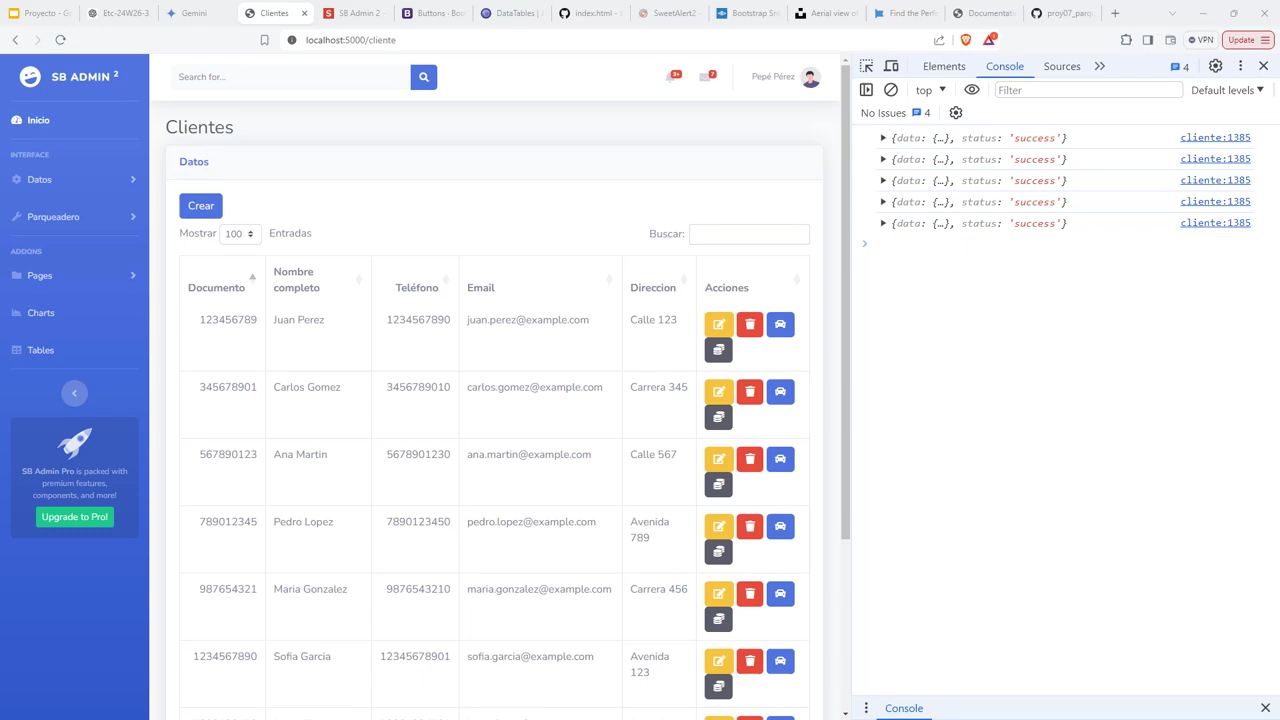 Proyecto - G
Etc-24W26-3
Gemini
Clientes
SB Admin 2 -
Buttons - Boo
DataTables |
index.html -
SweetAlert2
Bootstrap Sni
Aerial view of
Find the Perf
Documentati
proy07_parq
localhost:5000/cliente
VPN
Update
SB ADMIN 2
Inicio
INTERFACE
Datos
Parqueadero
ADDONS
Pages
Charts
Tables
SB Admin Pro is packed with
premium features,
components, and more!
Upgrade to Pro!
Search for...
3+
7
Pepé Pérez
Clientes
Datos
Crear
Mostrar 100 Entradas
Buscar:
Documento Nombre completo Teléfono Email Direccion Acciones
123456789 Juan Perez 1234567890 juan.perez@example.com Calle 123
345678901 Carlos Gomez 3456789010 carlos.gomez@example.com Carrera 345
567890123 Ana Martin 5678901230 ana.martin@example.com Calle 567
789012345 Pedro Lopez 7890123450 pedro.lopez@example.com Avenida 789
987654321 Maria Gonzalez 9876543210 maria.gonzalez@example.com Carrera 456
1234567890 Sofia Garcia 12345678901 sofia.garcia@example.com Avenida 123
Elements Console Sources 4
top Filter Default levels
No Issues 4
{data: {…}, status: 'success'} cliente:1385
{data: {…}, status: 'success'} cliente:1385
{data: {…}, status: 'success'} cliente:1385
{data: {…}, status: 'success'} cliente:1385
{data: {…}, status: 'success'} cliente:1385
Console